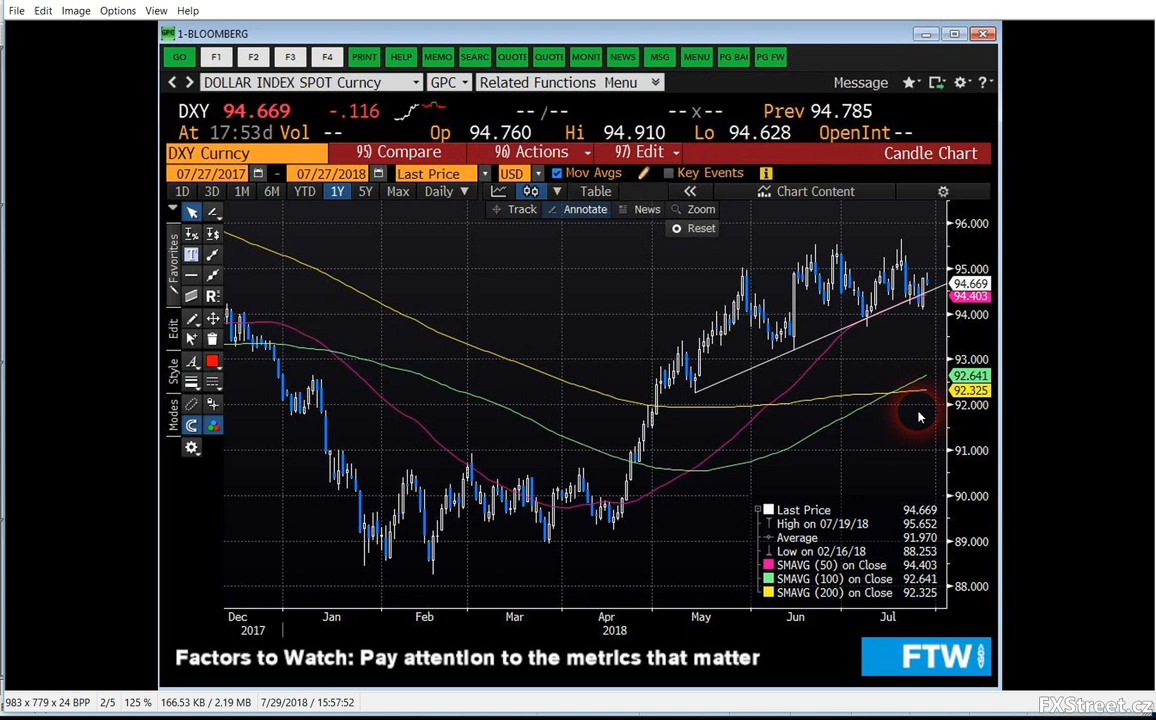 File Edit Image Options View Help
1-BLOOMBERG
GO F1 F2 F3 F4 PRINT HELP MEMO SEARC QUOTE QUOTE MONIT NEWS MSG MENU PG BAI PG FW
DOLLAR INDEX SPOT Curncy GPC Related Functions Menu Message ?
DXY 94.669 -.116 -- /-- -- x-- Prev 94.785
At 17:53d Vol -- Op 94.760 Hi 94.910 Lo 94.628 OpenInt --
DXY Curncy 95) Compare 96) Actions 97) Edit Candle Chart
07/27/2017 - 07/27/2018 Last Price USD Mov Avgs Key Events
1D 3D 1M 6M YTD 1Y 5Y Max Daily Table Chart Content
Track Annotate News Zoom
Reset
Favorites
Edit
Style
Modes
96.000
95.000
94.669
94.403
94.000
93.000
92.641
92.325
92.000
91.000
90.000
89.000
88.000
Last Price 94.669
High on 07/19/18 95.652
Average 91.970
Low on 02/16/18 88.253
SMAVG (50) on Close 94.403
SMAVG (100) on Close 92.641
SMAVG (200) on Close 92.325
Dec Jan Feb Mar Apr May Jun Jul
2017 2018
Factors to Watch: Pay attention to the metrics that matter
FTW
983 x 779 x 24 BPP 2/5 125 % 166.53 KB / 2.19 MB 7/29/2018 / 15:57:52
FXStreet.cz